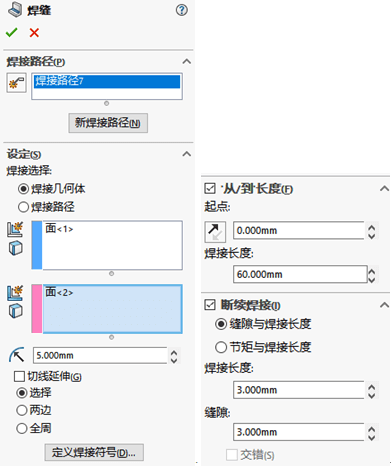 焊缝
焊接路径(P)
焊接路径7
新焊接路径(N)
设定(S)
焊接选择:
焊接几何体
焊接路径
面<1>
面<2>
5.000mm
切线延伸(G)
选择
两边
全周
定义焊接符号(D)...
“从/到”长度(F)
起点:
0.000mm
焊接长度:
60.000mm
断续焊接(I)
缝隙与焊接长度
节矩与焊接长度
焊接长度:
3.000mm
缝隙:
3.000mm
交错(S)